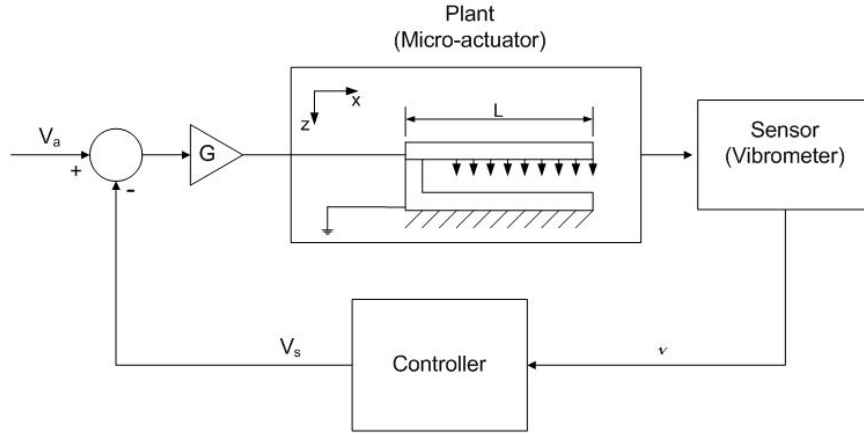 Plant
(Micro-actuator)
x
z
L
Va
+
-
G
Sensor
(Vibrometer)
Vs
Controller
v